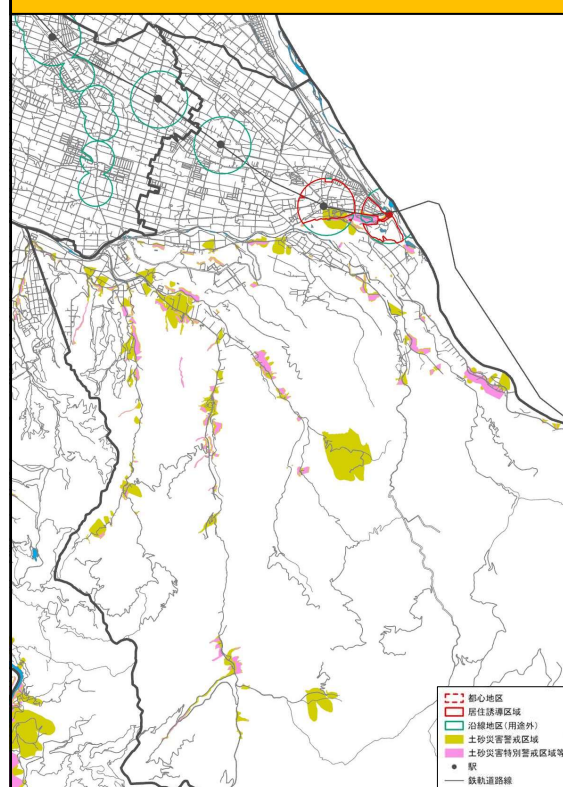 都心地区
居住誘導区域
沿線地区(用途外)
土砂災害警戒区域
土砂災害特別警戒区域等
駅
鉄軌道路線